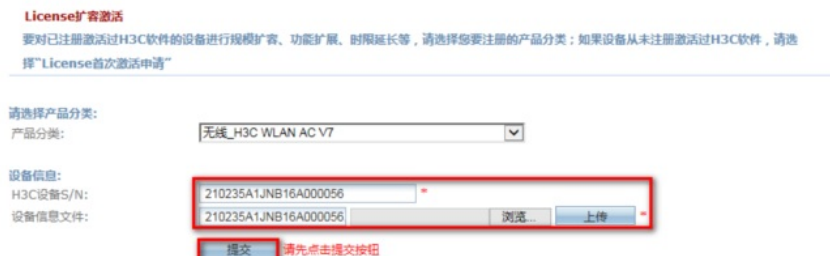 License扩容激活
要对已注册激活过H3C软件的设备进行规模扩容、功能扩展、时限延长等，请选择您要注册的产品分类；如果设备从未注册激活过H3C软件，请选
择"License首次激活申请"
请选择产品分类:
产品分类: 无线_H3C WLAN AC V7
设备信息:
H3C设备S/N: 210235A1JNB16A000056 *
设备信息文件: 210235A1JNB16A000056 浏览... 上传 *
提交 请先点击提交按钮